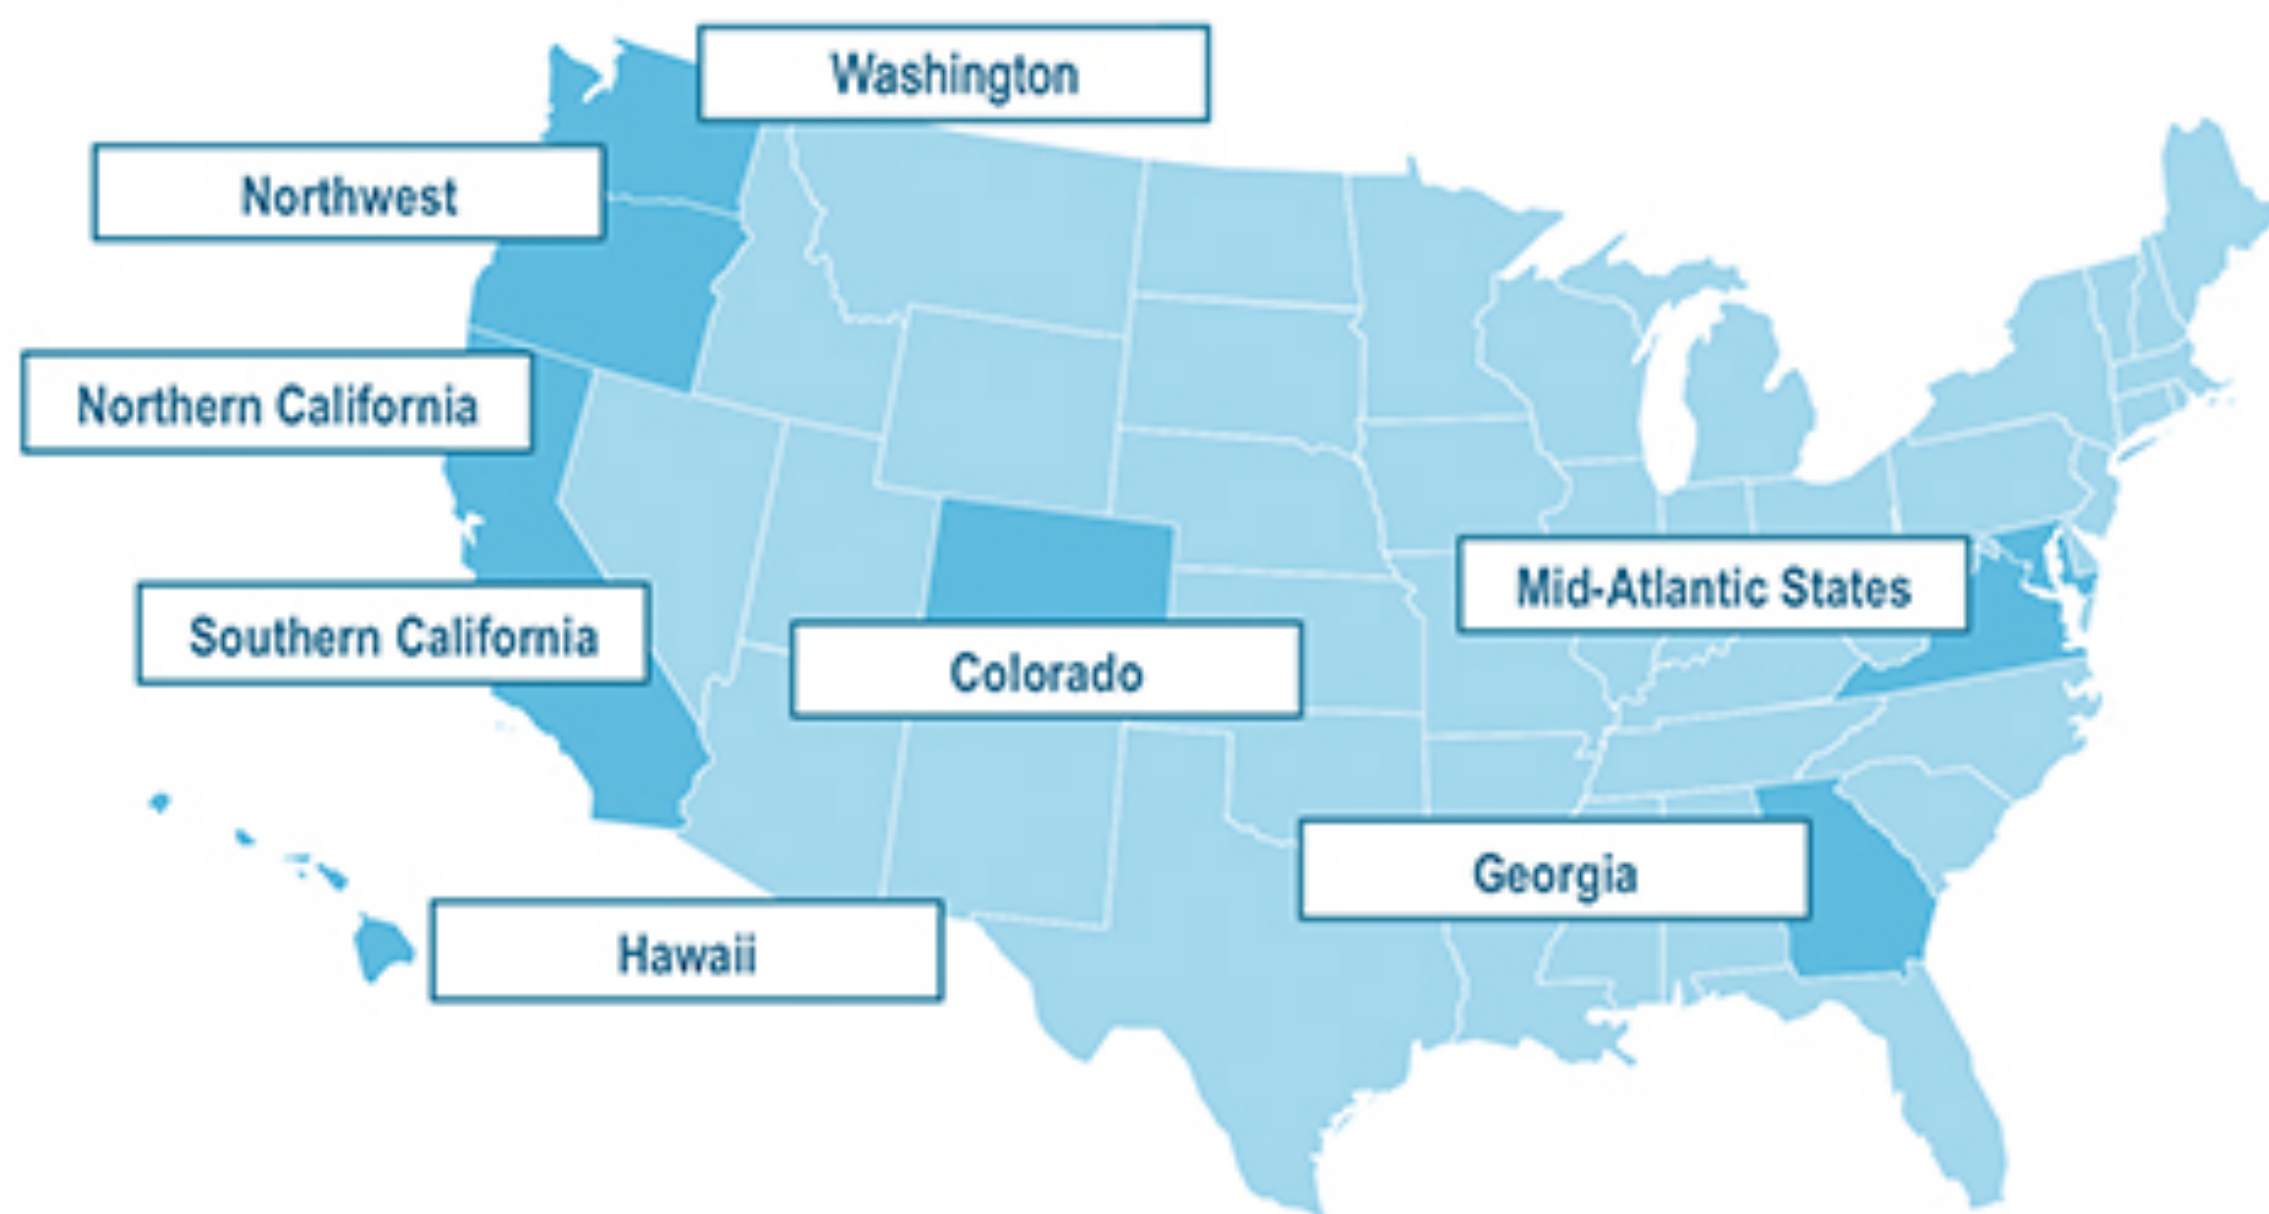 Washington
Northwest
Northern California
Mid-Atlantic States
Southern California
Colorado
Georgia
Hawaii